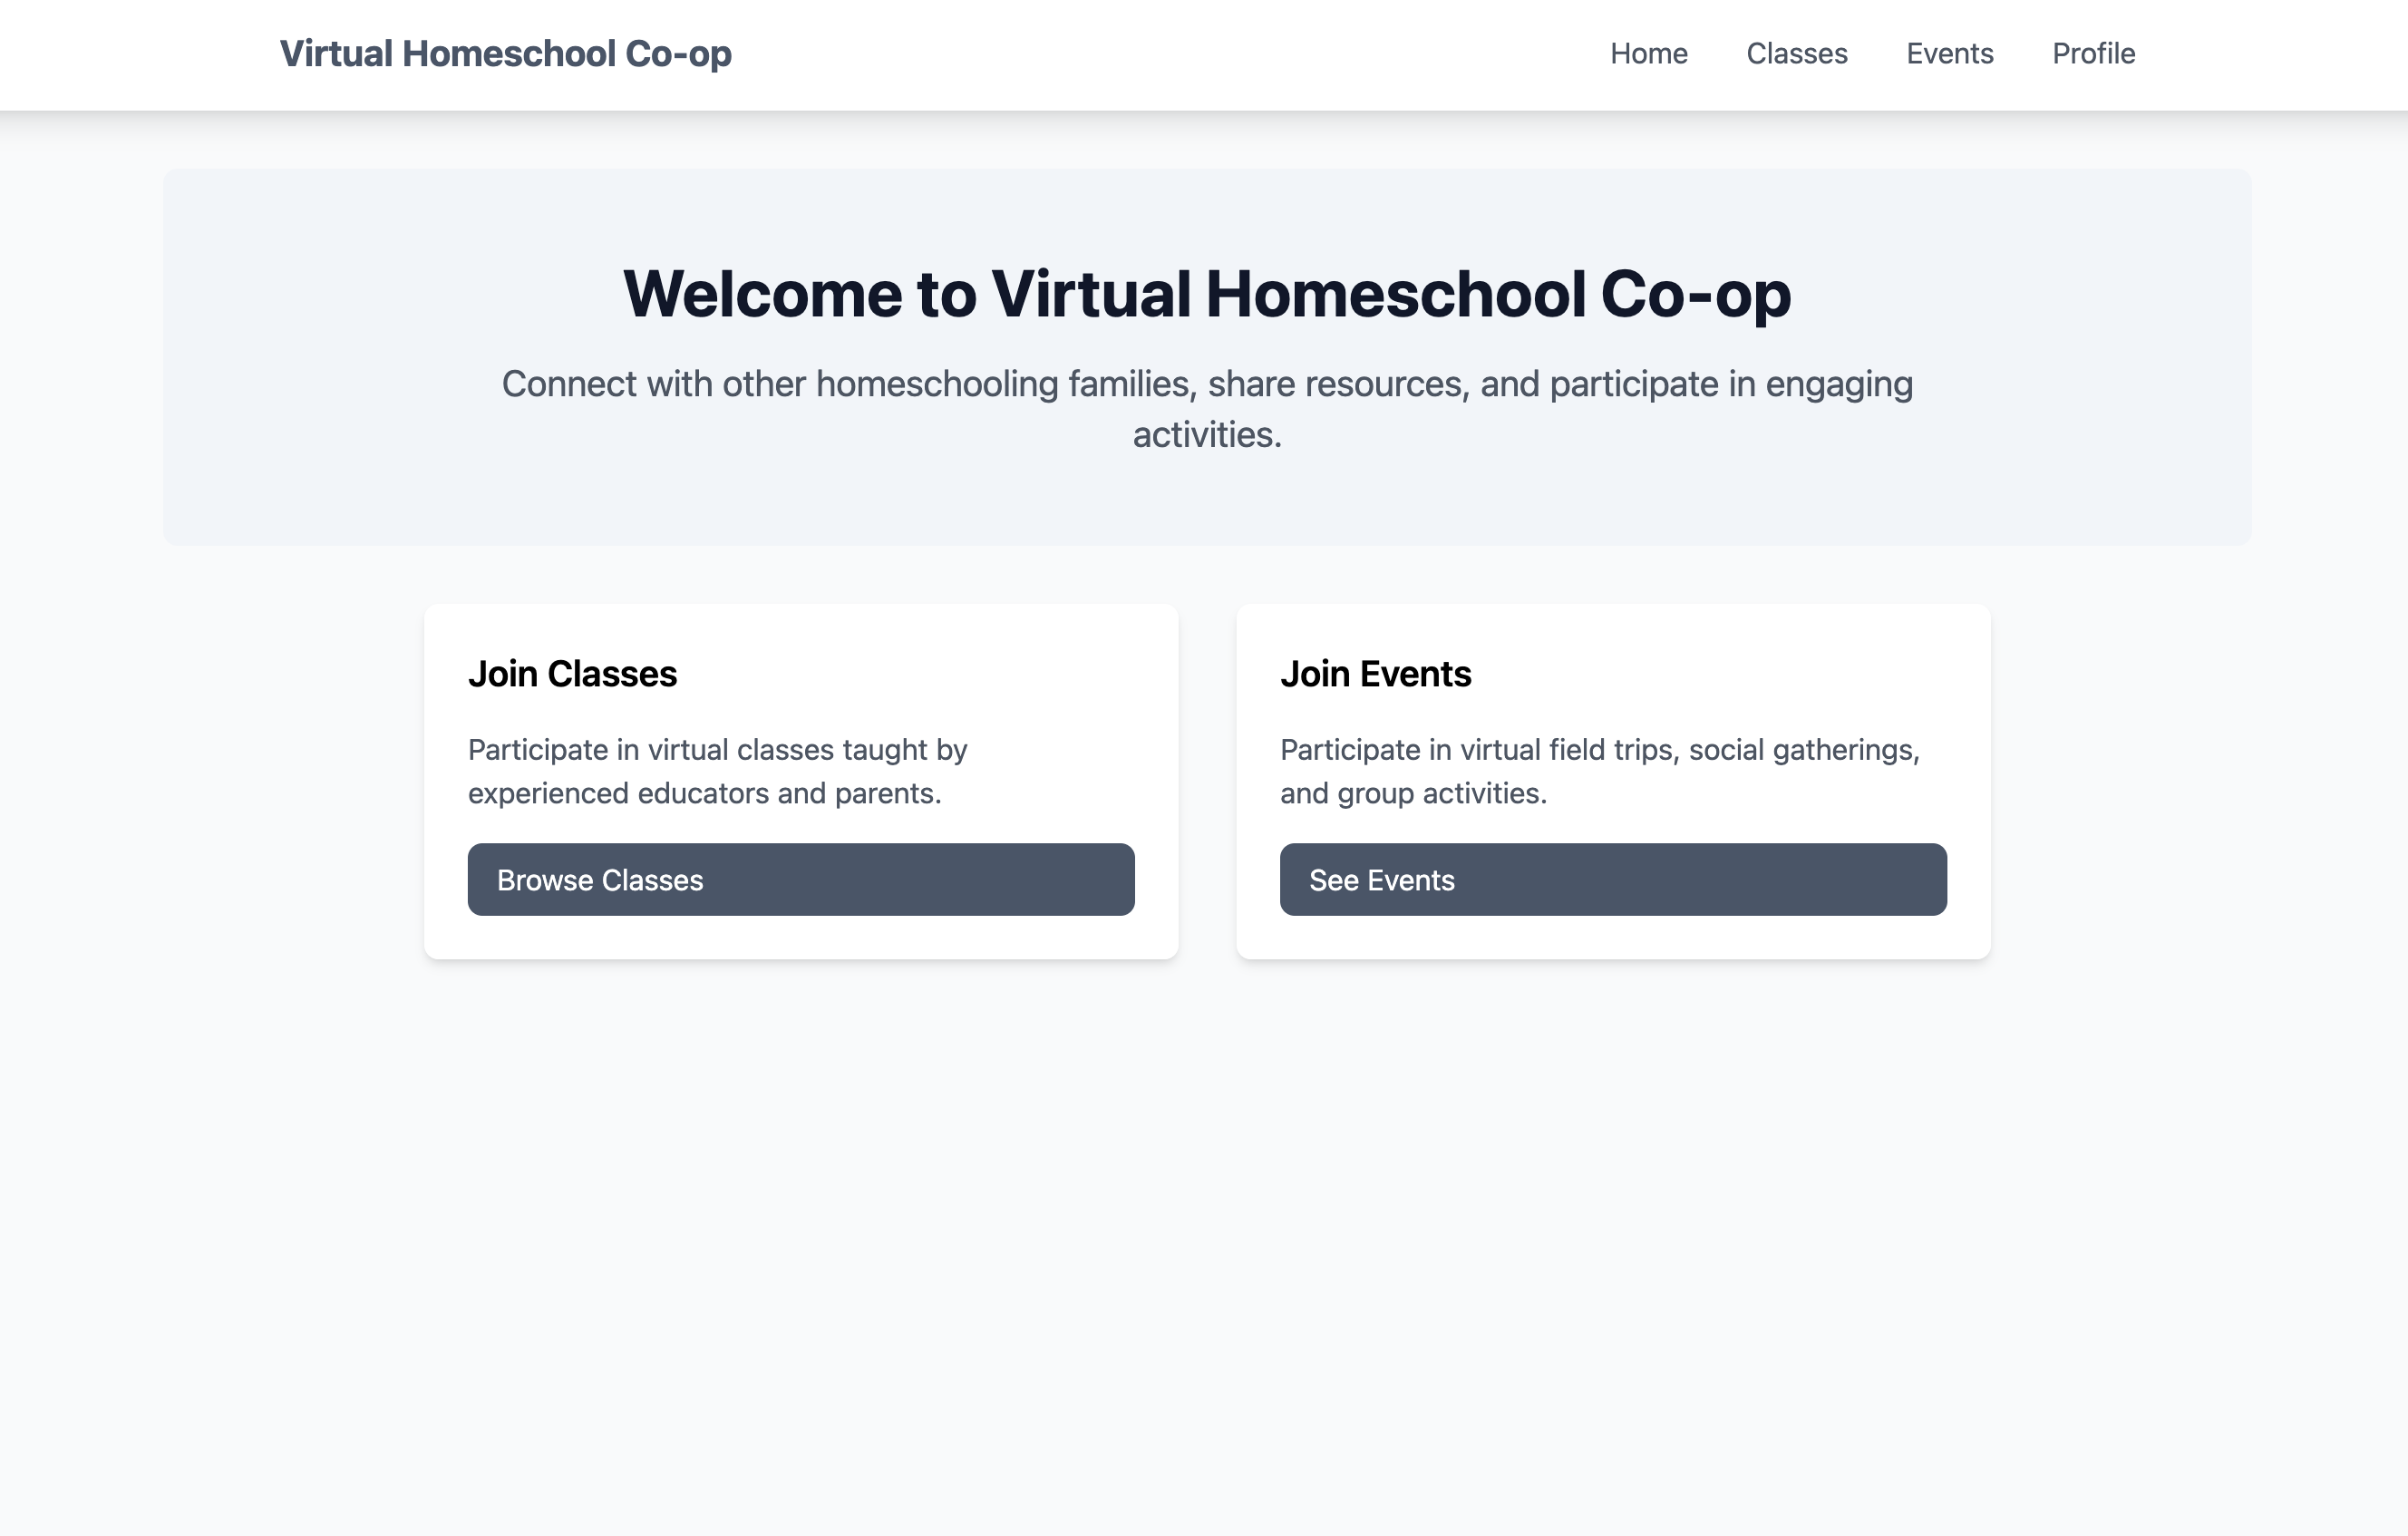 Virtual Homeschool Co-op
Home Classes Events Profile
Welcome to Virtual Homeschool Co-op
Connect with other homeschooling families, share resources, and participate in engaging
activities.
Join Classes
Participate in virtual classes taught by
experienced educators and parents.
Browse Classes
Join Events
Participate in virtual field trips, social gatherings,
and group activities.
See Events